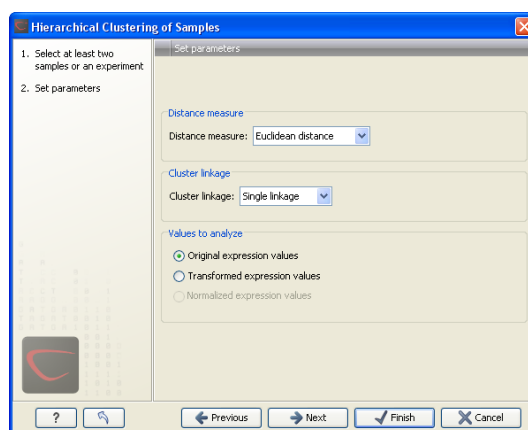 Hierarchical Clustering of Samples
1. Select at least two
samples or an experiment
2. Set parameters
Set parameters
Distance measure
Distance measure: Euclidean distance
Cluster linkage
Cluster linkage: Single linkage
Values to analyze
Original expression values
Transformed expression values
Normalized expression values
?
Previous
Next
Finish
Cancel